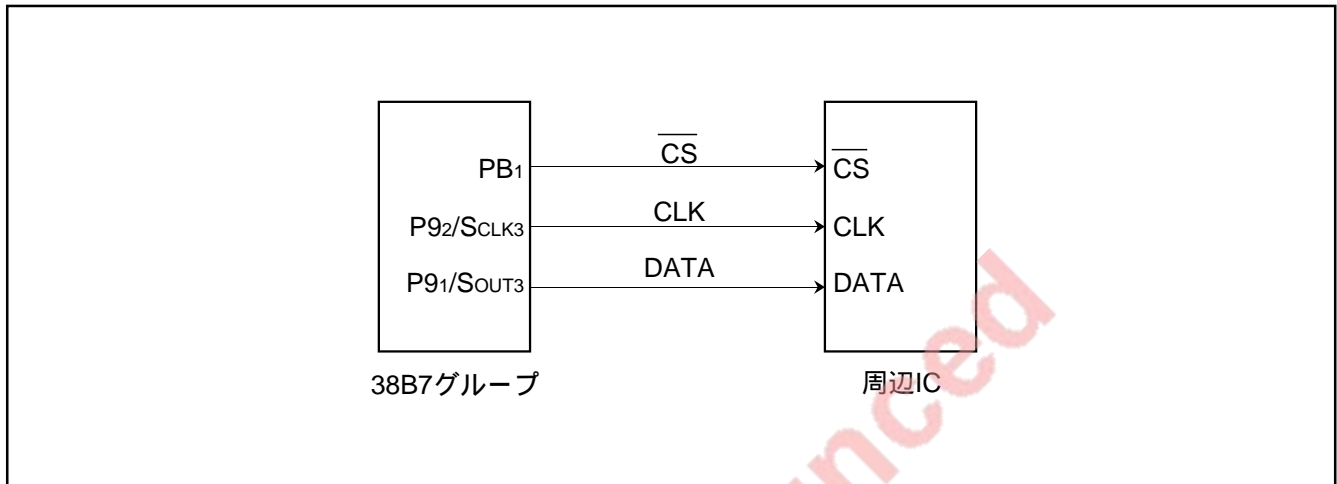 CS
PB1 CS
CLK
P92/SCLK3 CLK
DATA
P91/SOUT3 DATA
38B7グループ 周辺IC